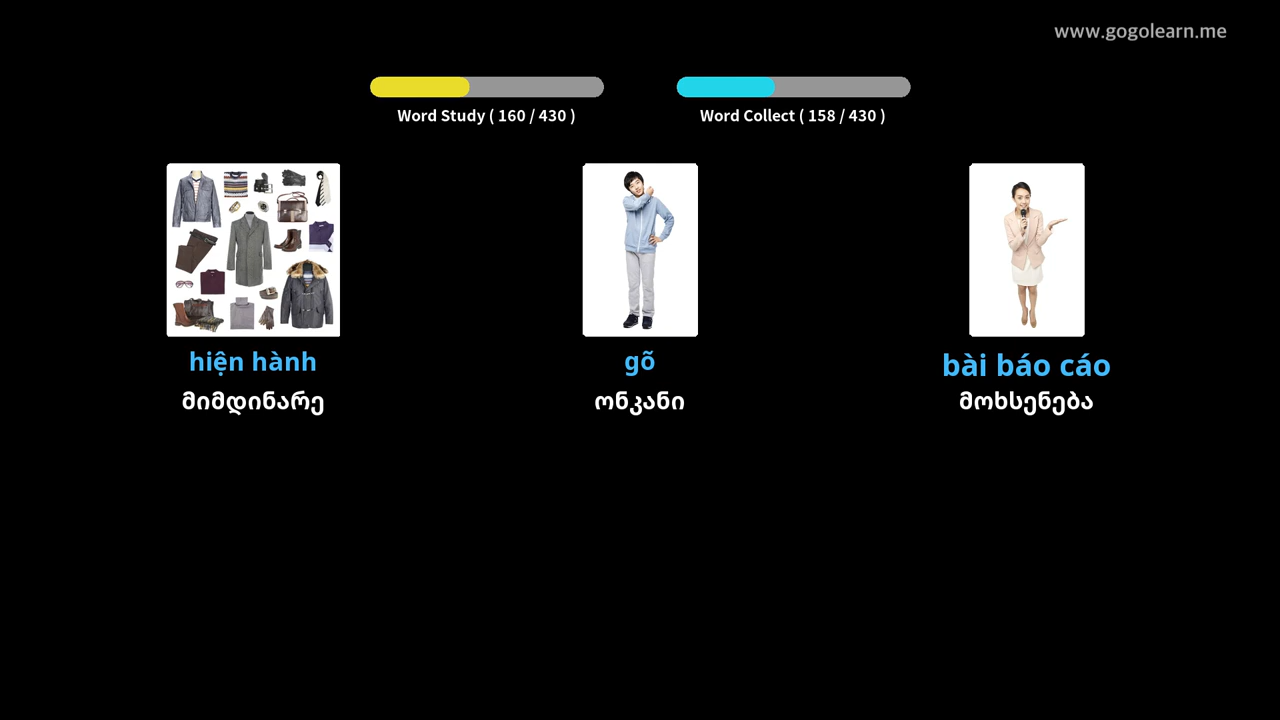 www.gogolearn.me
Word Study ( 160 / 430 )
Word Collect ( 158 / 430 )
hiện hành
მიმდინარე
gõ
ონკანი
bài báo cáo
მოხსენება